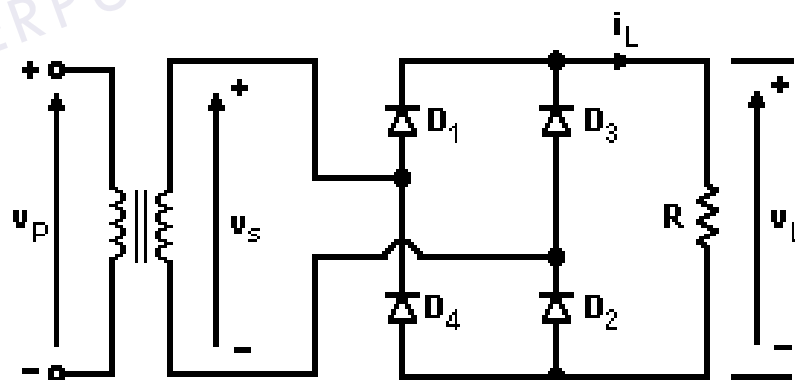 i_L
+
+
+
D_1
D_3
v_P
v_s
R
v_L
D_4
D_2
-
-
-